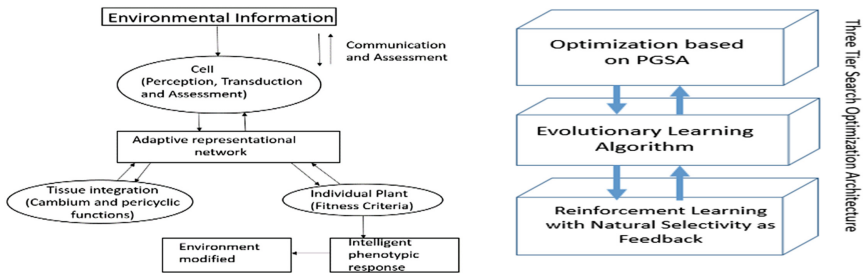 Environmental Information
Communication
and Assessment
Cell
(Perception, Transduction
and Assessment)
Adaptive representational
network
Tissue integration
(Cambium and pericyclic
functions)
Individual Plant
(Fitness Criteria)
Environment
modified
Intelligent
phenotypic
response
Optimization based
on PGSA
Evolutionary Learning
Algorithm
Reinforcement Learning
with Natural Selectivity as
Feedback
Three Tier Search Optimization Architecture